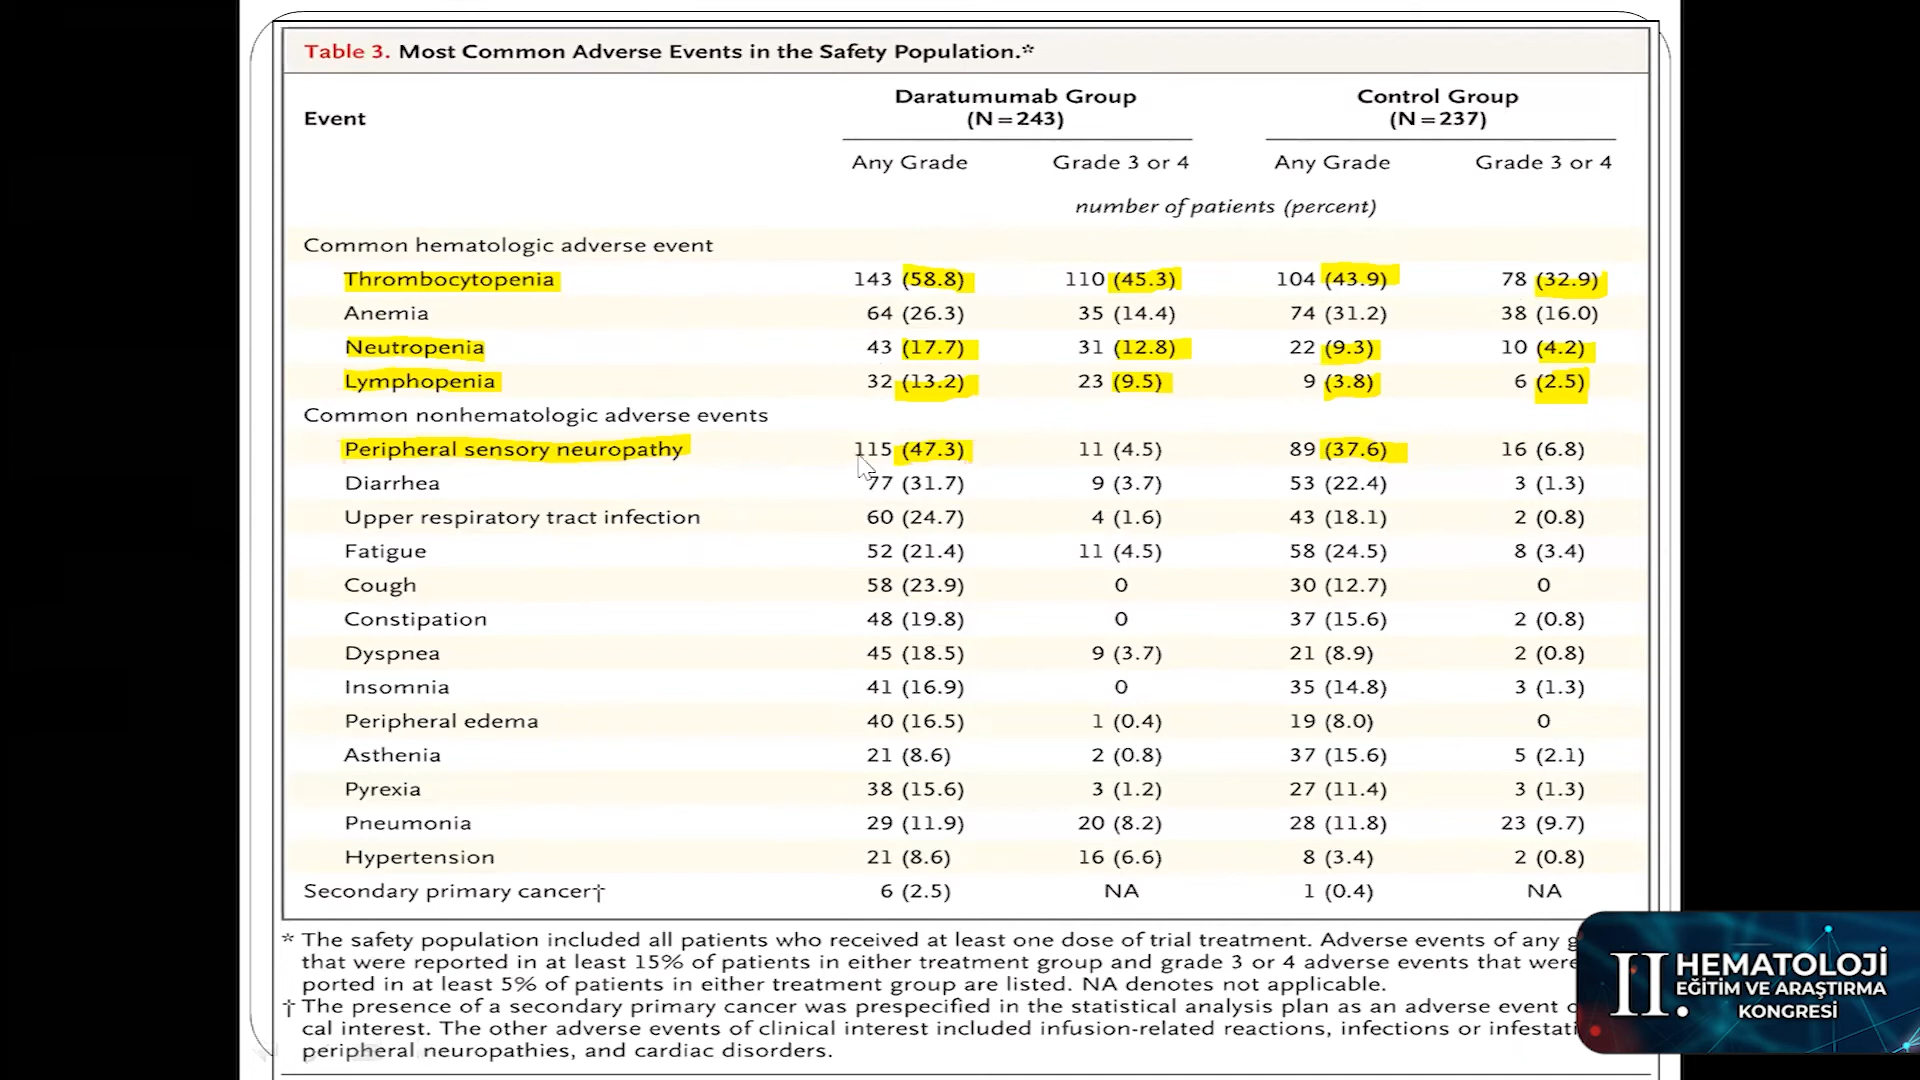 Table 3. Most Common Adverse Events in the Safety Population.*
Event Daratumumab Group (N=243) Control Group (N=237)
Any Grade Grade 3 or 4 Any Grade Grade 3 or 4
number of patients (percent)
Common hematologic adverse event
Thrombocytopenia 143 (58.8) 110 (45.3) 104 (43.9) 78 (32.9)
Anemia 64 (26.3) 35 (14.4) 74 (31.2) 38 (16.0)
Neutropenia 43 (17.7) 31 (12.8) 22 (9.3) 10 (4.2)
Lymphopenia 32 (13.2) 23 (9.5) 9 (3.8) 6 (2.5)
Common nonhematologic adverse events
Peripheral sensory neuropathy 115 (47.3) 11 (4.5) 89 (37.6) 16 (6.8)
Diarrhea 77 (31.7) 9 (3.7) 53 (22.4) 3 (1.3)
Upper respiratory tract infection 60 (24.7) 4 (1.6) 43 (18.1) 2 (0.8)
Fatigue 52 (21.4) 11 (4.5) 58 (24.5) 8 (3.4)
Cough 58 (23.9) 0 30 (12.7) 0
Constipation 48 (19.8) 0 37 (15.6) 2 (0.8)
Dyspnea 45 (18.5) 9 (3.7) 21 (8.9) 2 (0.8)
Insomnia 41 (16.9) 0 35 (14.8) 3 (1.3)
Peripheral edema 40 (16.5) 1 (0.4) 19 (8.0) 0
Asthenia 21 (8.6) 2 (0.8) 37 (15.6) 5 (2.1)
Pyrexia 38 (15.6) 3 (1.2) 27 (11.4) 3 (1.3)
Pneumonia 29 (11.9) 20 (8.2) 28 (11.8) 23 (9.7)
Hypertension 21 (8.6) 16 (6.6) 8 (3.4) 2 (0.8)
Secondary primary cancer† 6 (2.5) NA 1 (0.4) NA
* The safety population included all patients who received at least one dose of trial treatment. Adverse events of any
that were reported in at least 15% of patients in either treatment group and grade 3 or 4 adverse events that were
ported in at least 5% of patients in either treatment group are listed. NA denotes not applicable.
† The presence of a secondary primary cancer was prespecified in the statistical analysis plan as an adverse event
cal interest. The other adverse events of clinical interest included infusion-related reactions, infections or
peripheral neuropathies, and cardiac disorders.
II. HEMATOLOJİ
EĞİTİM VE ARAŞTIRMA
KONGRESİ